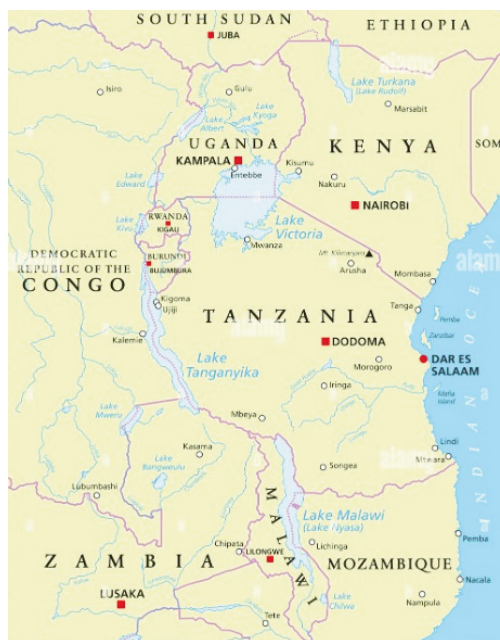 SOUTH SUDAN
JUBA
ETHIOPIA
Isiro
Gulu
Lake Turkana
(Lake Rudolf)
Marsabit
Lake
Albert
Lake
Kyoga
UGANDA
KAMPALA
Entebbe
KENYA
SOM
Kisumu
Nakuru
NAIROBI
Lake
Edward
Lake
Kivu
RWANDA
KIGALI
Lake
Victoria
Mwanza
BURUNDI
BUJUMBURA
Mt. Kilimanjaro
Arusha
DEMOCRATIC
REPUBLIC OF THE
CONGO
Mombasa
Kigoma
Ujiji
TANZANIA
Tanga
Pemba
Zanzibar
Kalemie
DODOMA
DAR ES
SALAAM
Morogoro
Lake
Tanganyika
Iringa
Mafia
Island
INDIAN OCEAN
Lake
Mweru
Mbeya
Kasama
Lake
Bangweulu
Lindi
Mtwara
Songea
Lubumbashi
MALAWI
Lake Malawi
(Lake Nyasa)
Pemba
Chipata
LILONGWE
Lichinga
ZAMBIA
MOZAMBIQUE
LUSAKA
Lake
Chilwa
Nacala
Nampula
Tete
alamy